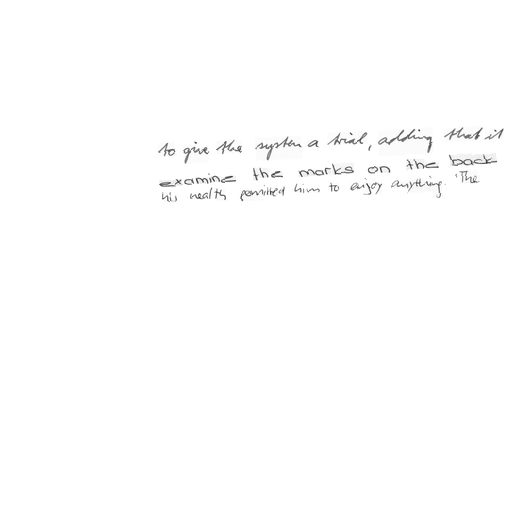 to give the system a trial, adding that it
examine the marks on the back
his health permitted him to enjoy anything. 'The